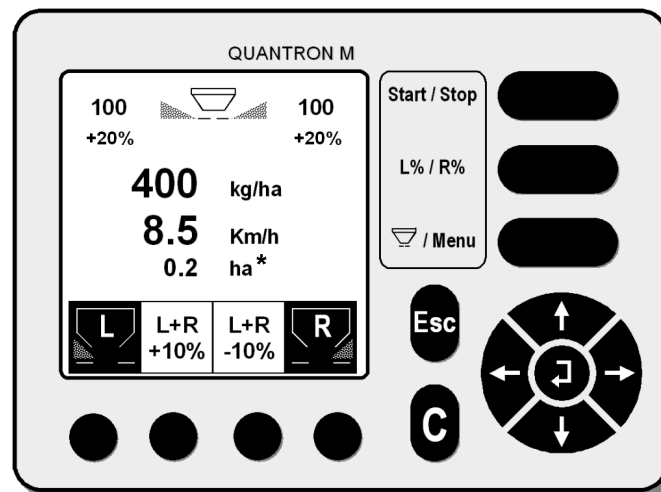 QUANTRON M
100 100
+20% +20%
400 kg/ha
8.5 Km/h
0.2 ha*
L L+R L+R R
+10% -10%
Start / Stop
L% / R%
/ Menu
Esc
C